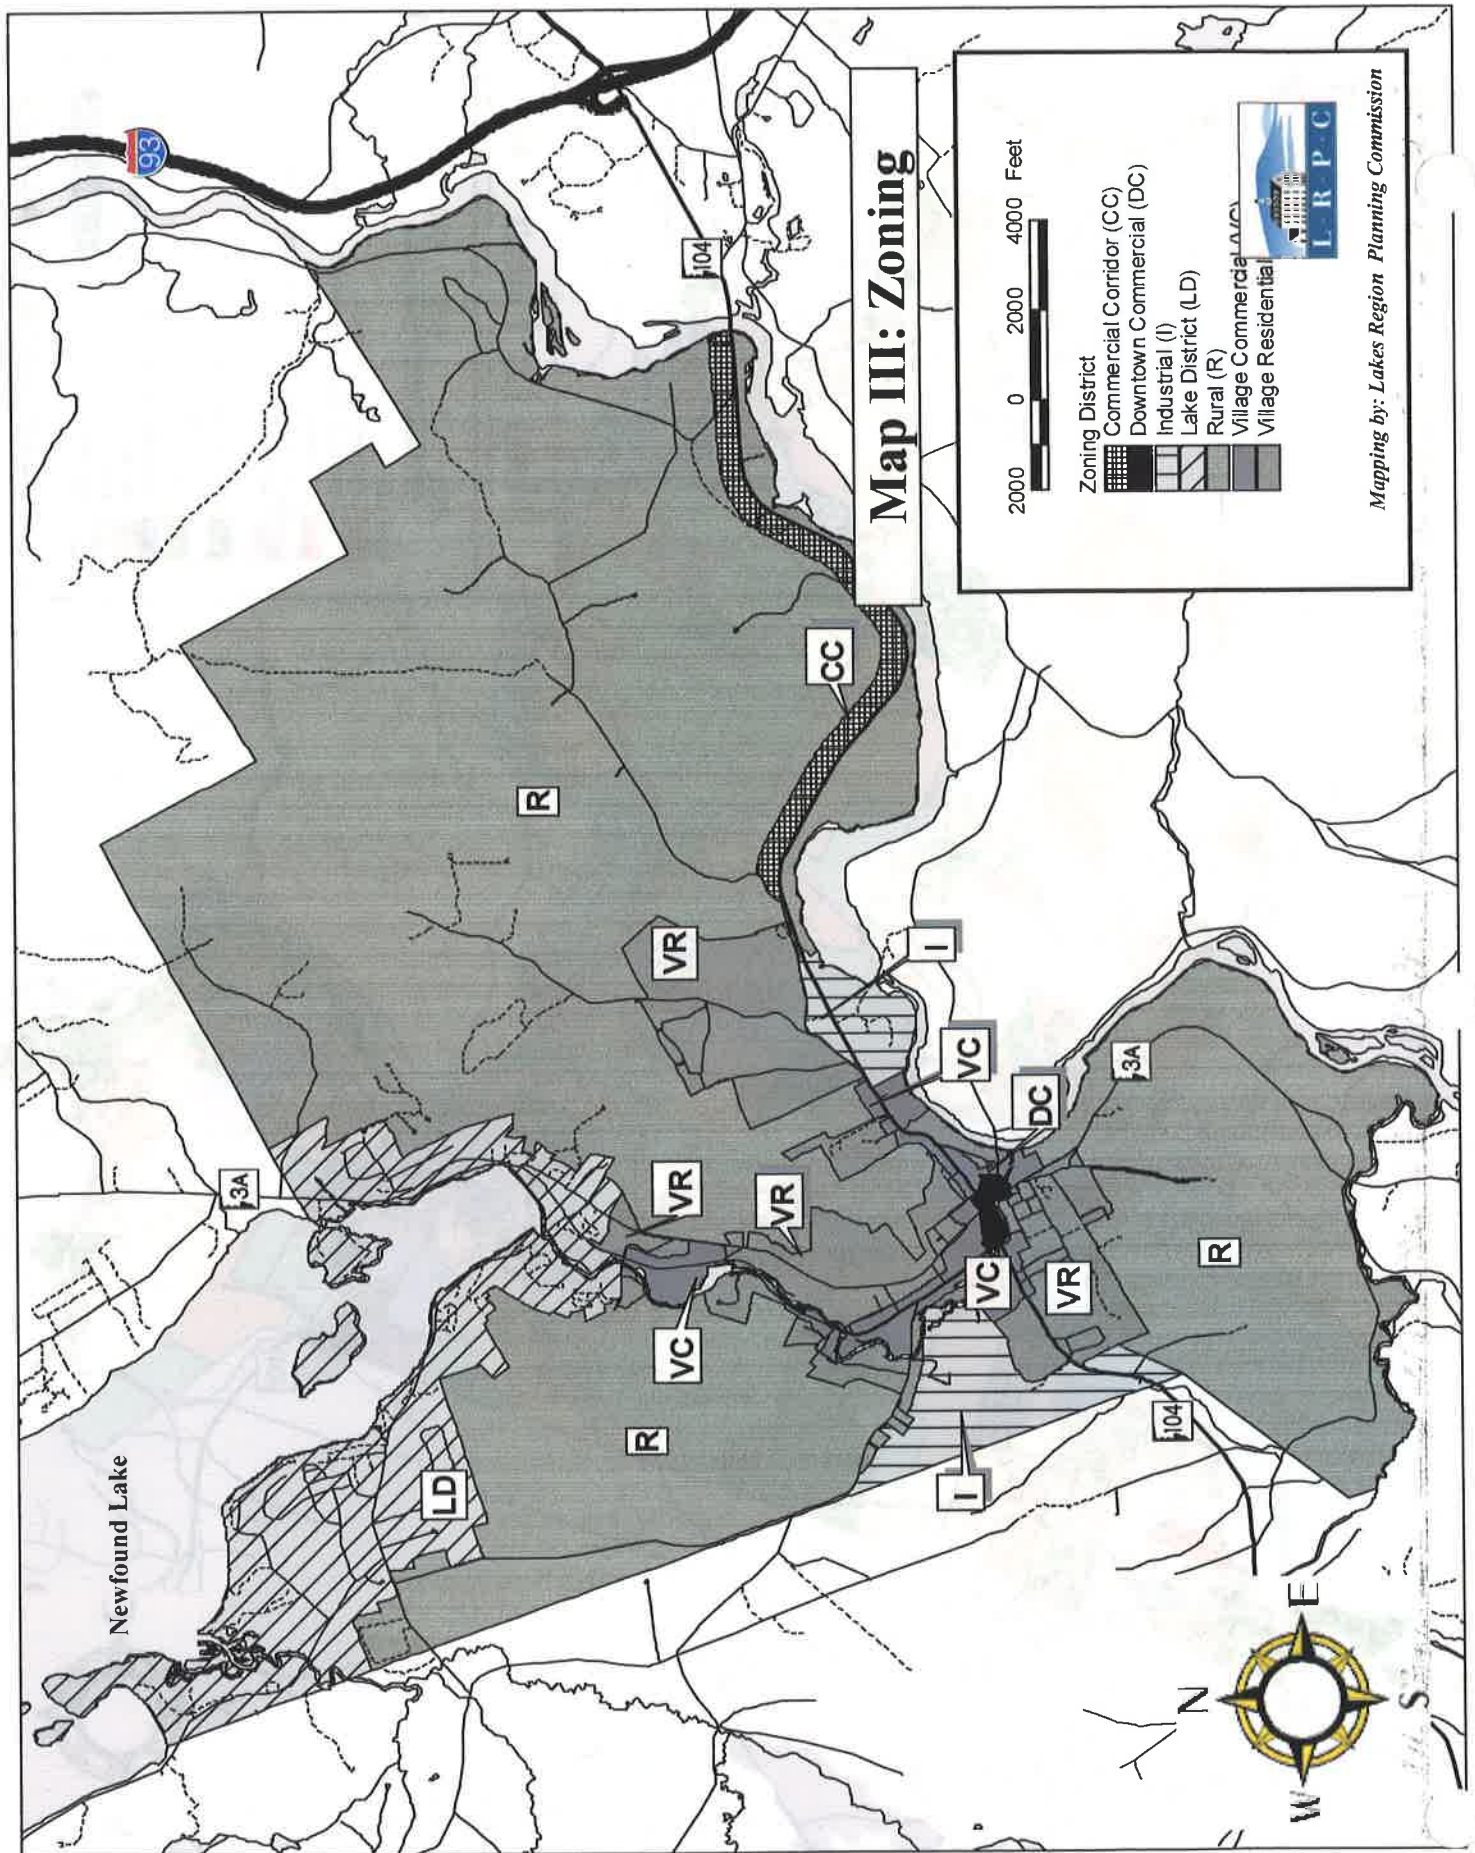 Map III: Zoning
2000 0 2000 4000 Feet
Zoning District
Commercial Corridor (CC)
Downtown Commercial (DC)
Industrial (I)
Lake District (LD)
Rural (R)
Village Commercial (VC)
Village Residential
L·R·P·C
Mapping by: Lakes Region Planning Commission
Newfound Lake
93
104
3A
LD
R
VC
VR
VR
VR
R
CC
I
VC
DC
3A
VC
VR
R
I
104
N
W
E
S